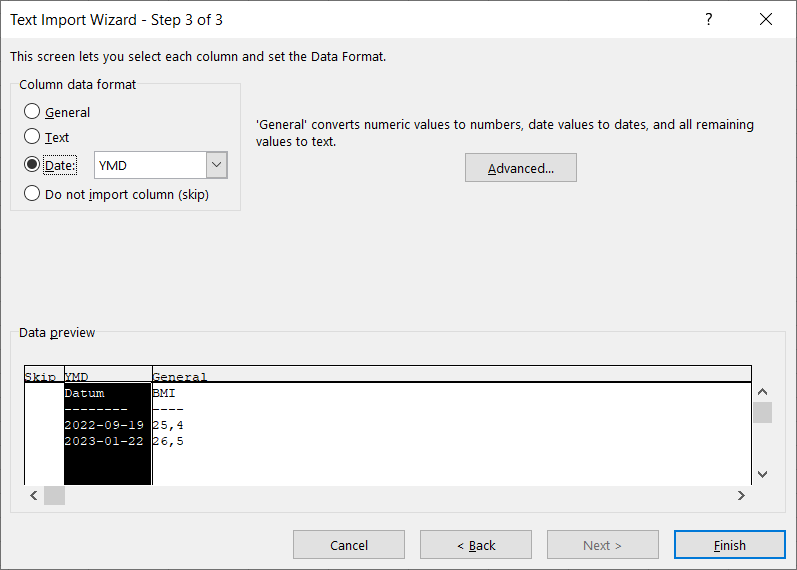 Text Import Wizard - Step 3 of 3
?
This screen lets you select each column and set the Data Format.
Column data format
General
Text
Date: YMD
Do not import column (skip)
'General' converts numeric values to numbers, date values to dates, and all remaining
values to text.
Advanced...
Data preview
Skip YMD General
Datum BMI
-------- ----
2022-09-19 25,4
2023-01-22 26,5
Cancel < Back Next > Finish